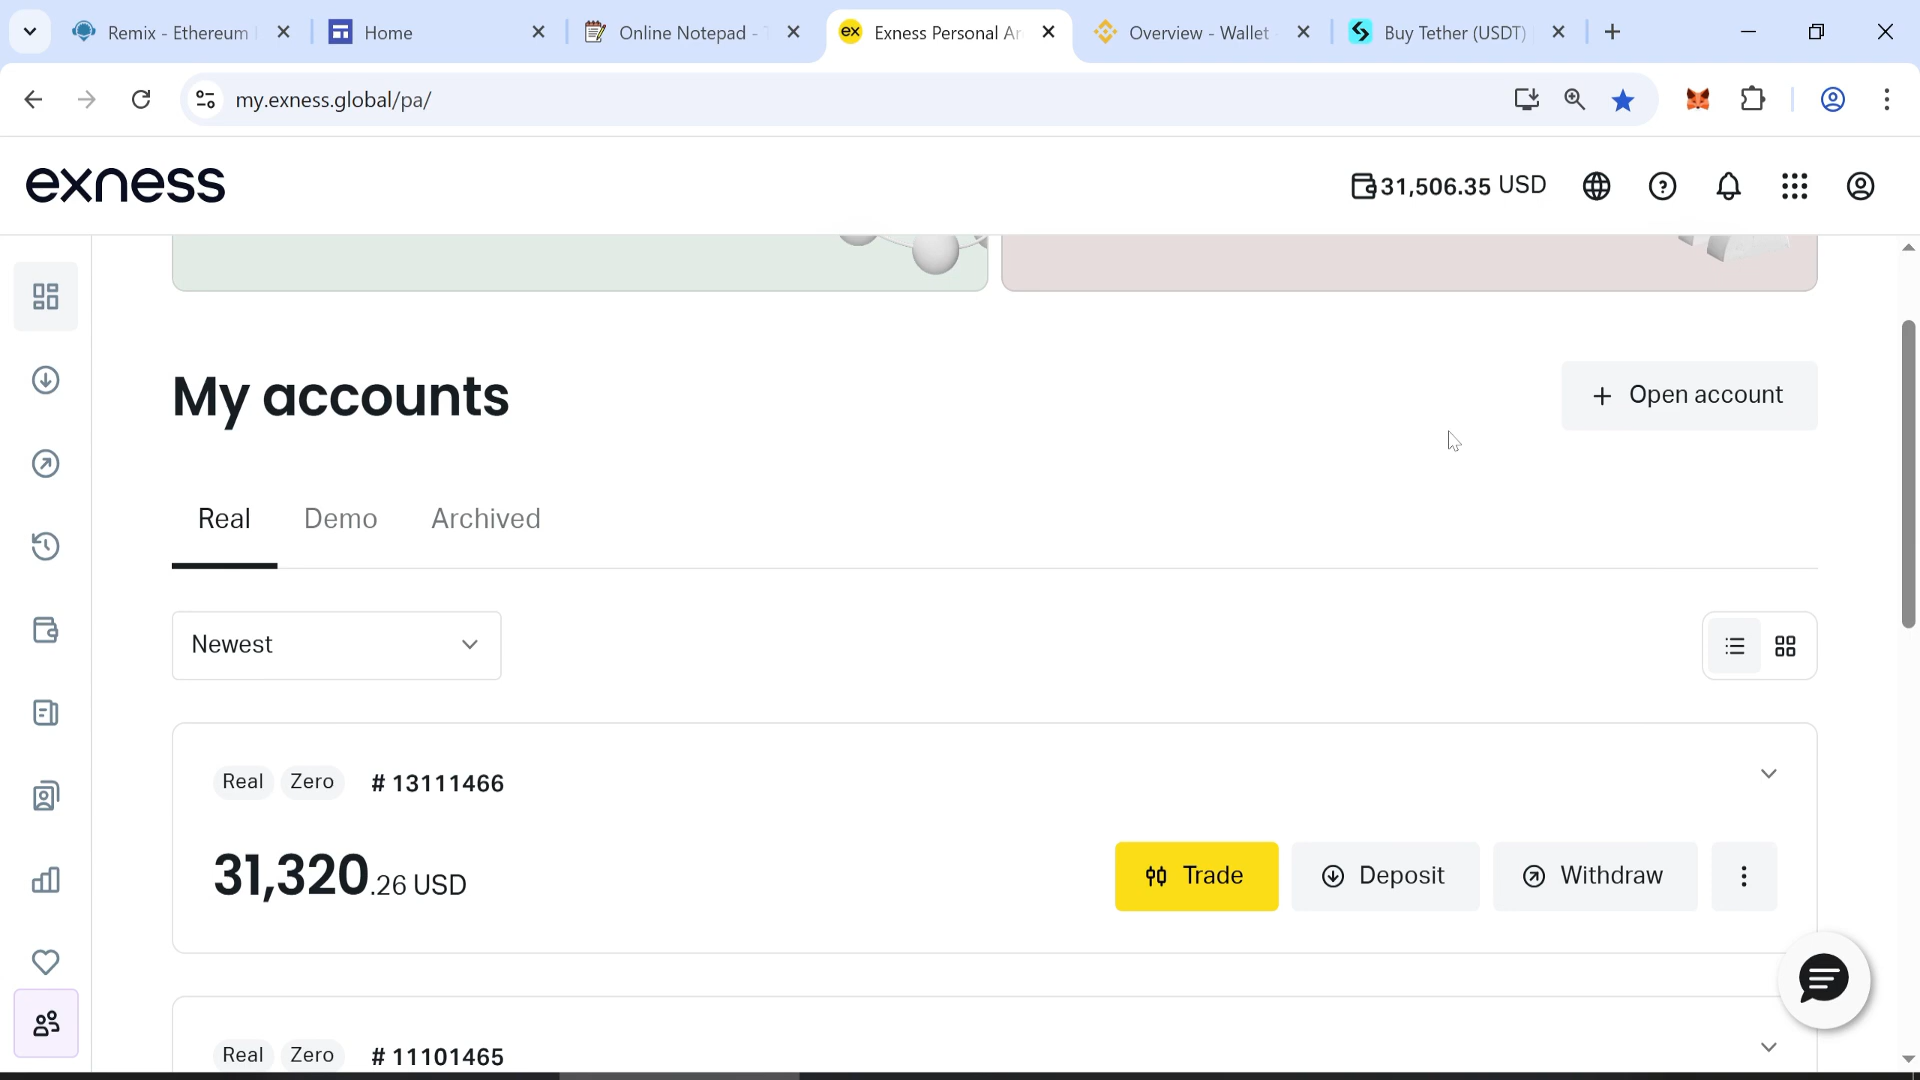 Remix - Ethereum
Home
Online Notepad -
Exness Personal Ar
Overview - Wallet
Buy Tether (USDT)
my.exness.global/pa/
exness
31,506.35 USD
My accounts
+ Open account
Real
Demo
Archived
Newest
Real Zero # 13111466
31,320.26 USD
Trade
Deposit
Withdraw
Real Zero # 11101465